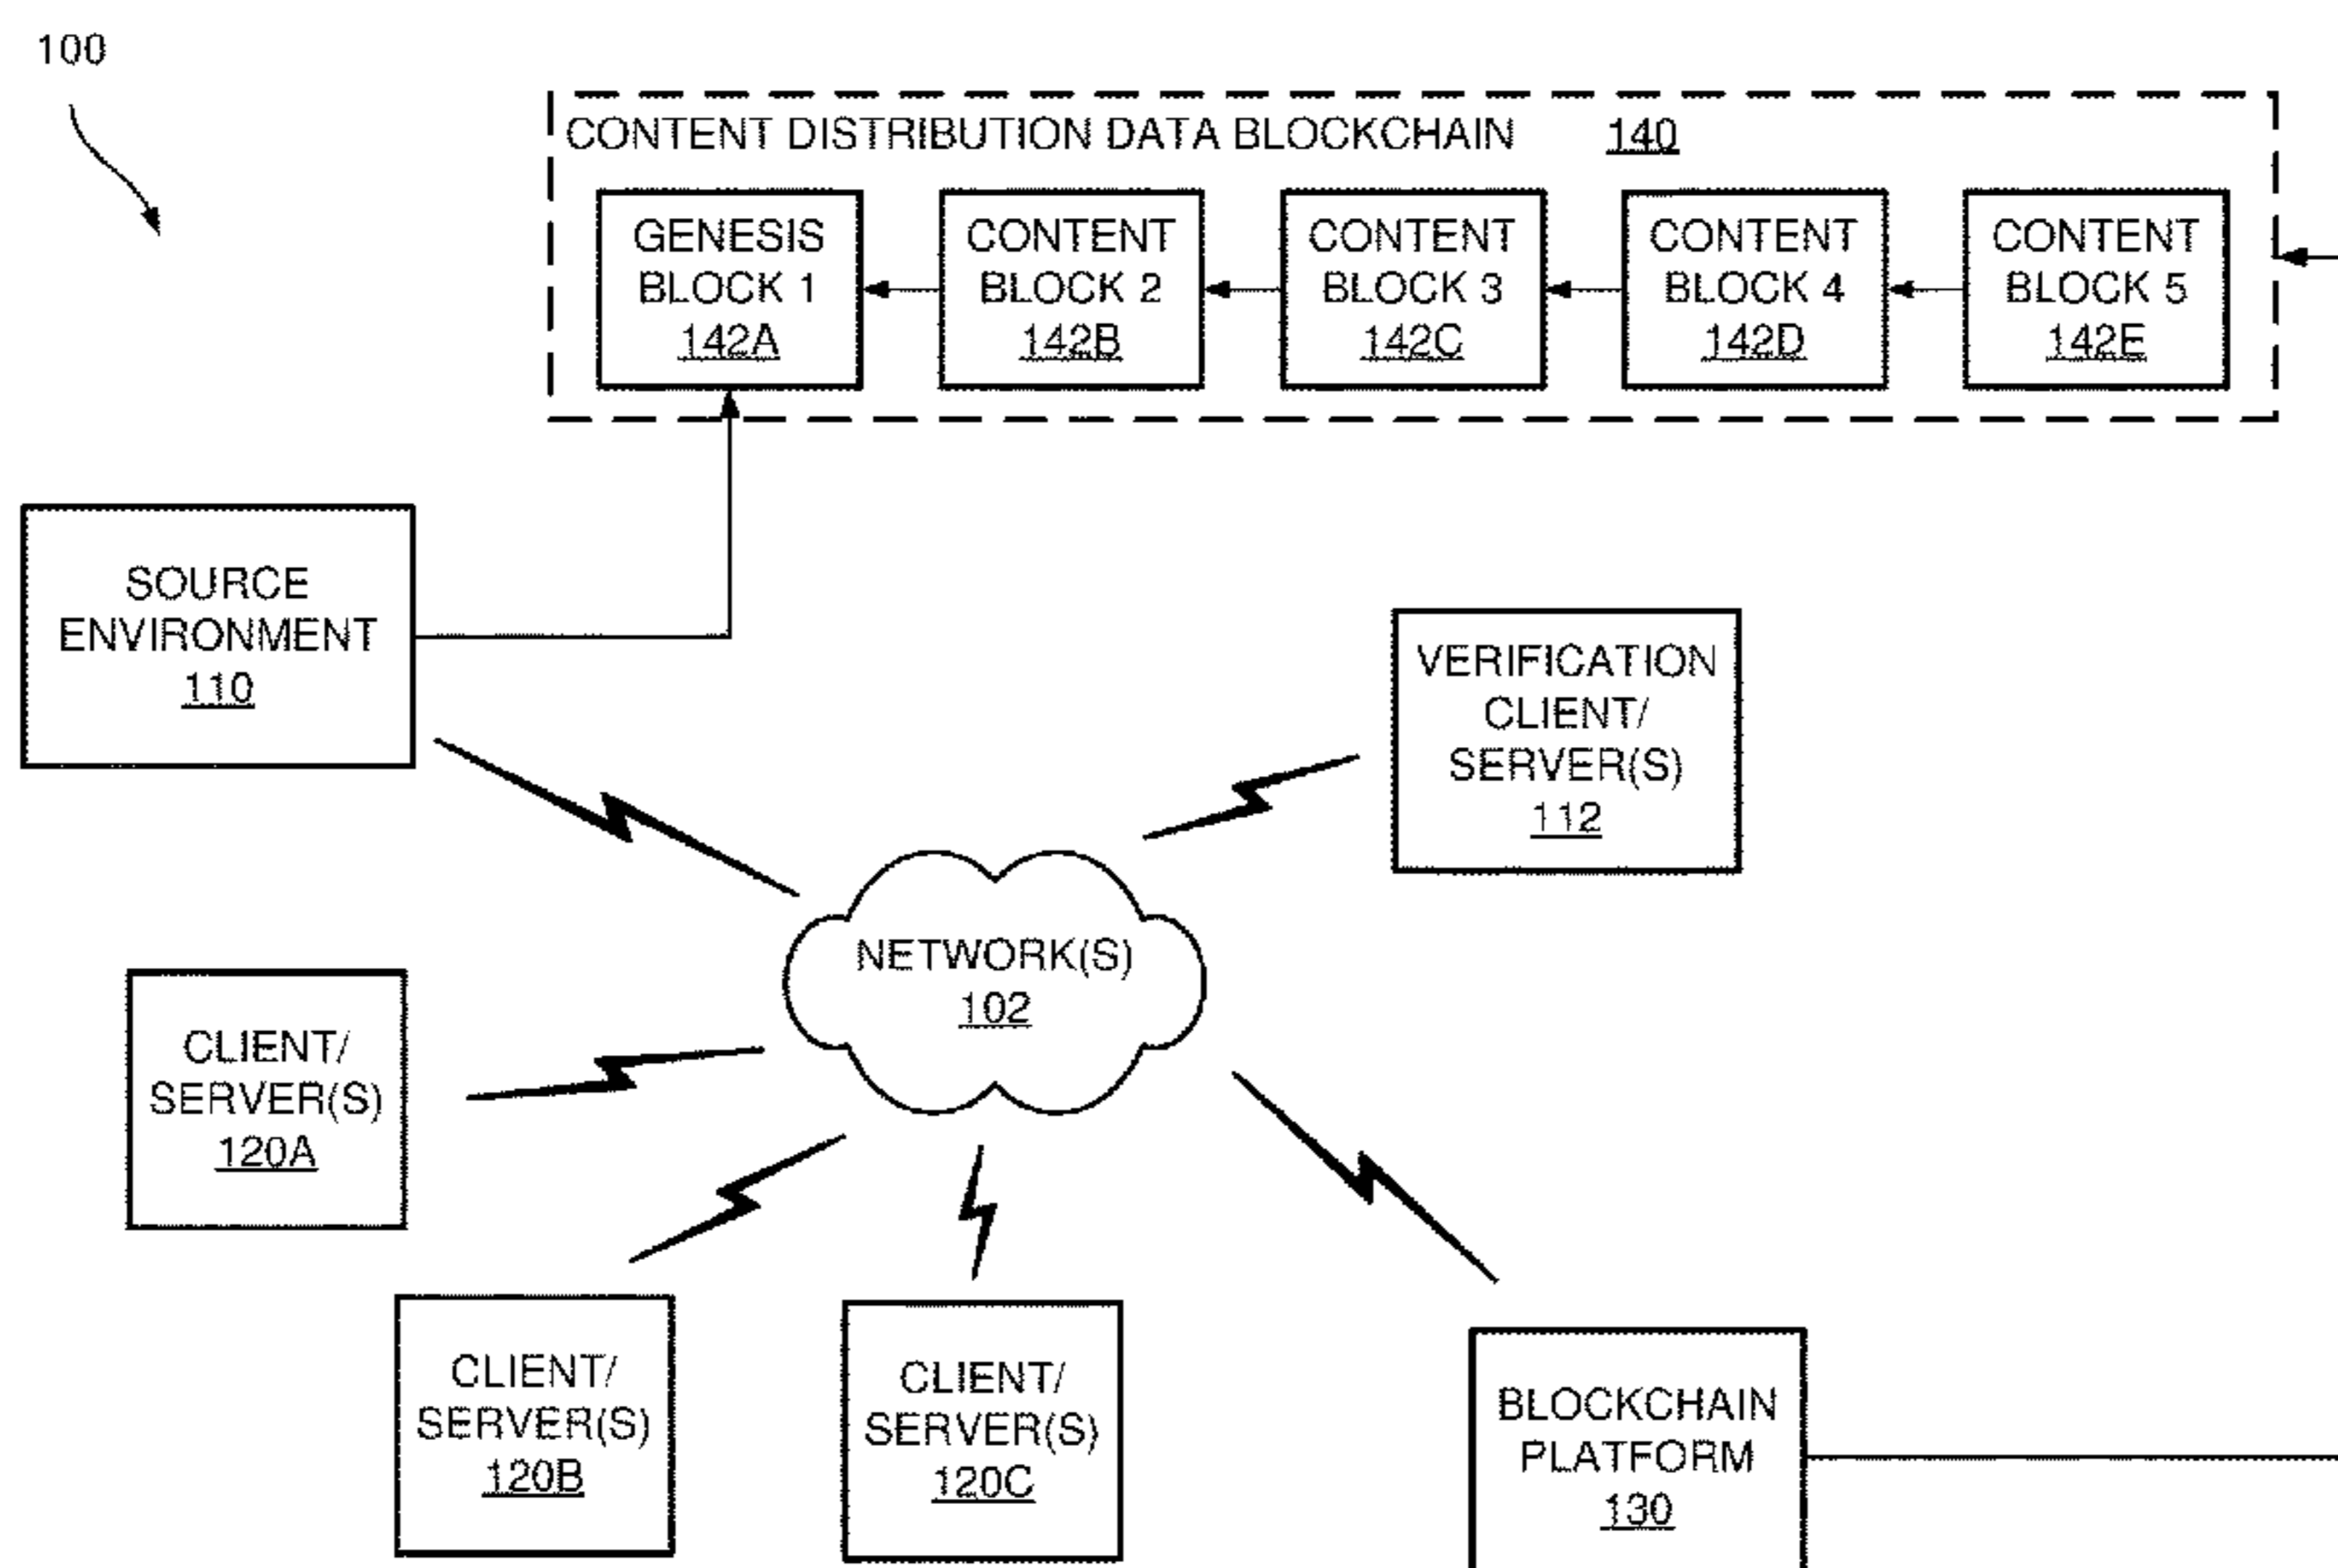 100
CONTENT DISTRIBUTION DATA BLOCKCHAIN 140
GENESIS
BLOCK 1
142A
CONTENT
BLOCK 2
142B
CONTENT
BLOCK 3
142C
CONTENT
BLOCK 4
142D
CONTENT
BLOCK 5
142E
SOURCE
ENVIRONMENT
110
VERIFICATION
CLIENT/
SERVER(S)
112
NETWORK(S)
102
CLIENT/
SERVER(S)
120A
CLIENT/
SERVER(S)
120B
CLIENT/
SERVER(S)
120C
BLOCKCHAIN
PLATFORM
130